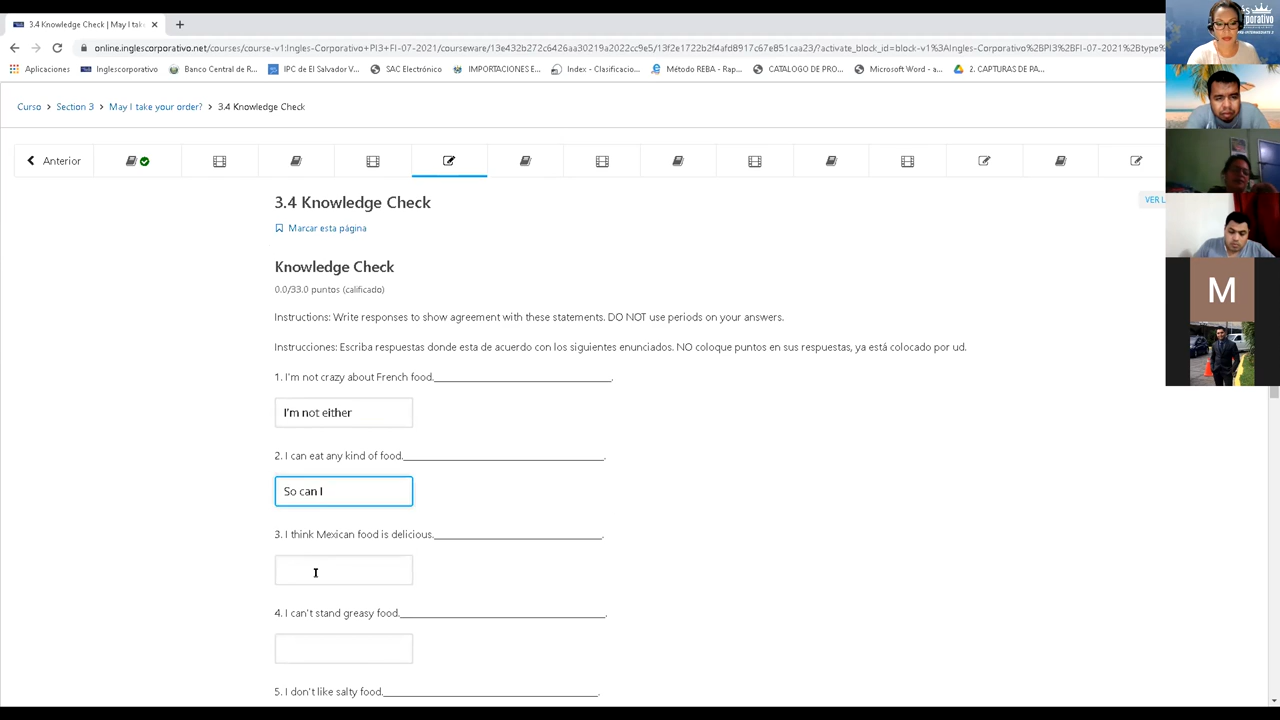 3.4 Knowledge Check | May I tak
online.inglescorporativo.net/courses/course-v1:Ingles-Corporativo+PI3+FI-07-2021/courseware/13e432b272c6426aa30219a2022cc9e5/13f2e1722b2f4afd8917c67e851caa23/?activate_block_id=block-v1%3AIngles-Corporativo%2BPI3%2BFI-07-2021%2Btype%
Aplicaciones Inglescorporativo Banco Central de R... IPC de El Salvador V... SAC Electrónico IMPORTACIONES E... Index - Clasificacio... Método REBA - Rap... CATALOGO DE PRO... Microsoft Word - a... 2. CAPTURAS DE PA...
Curso > Section 3 > May I take your order? > 3.4 Knowledge Check
Anterior
3.4 Knowledge Check
VER L
Marcar esta página
Knowledge Check
0.0/33.0 puntos (calificado)
Instructions: Write responses to show agreement with these statements. DO NOT use periods on your answers.
Instrucciones: Escriba respuestas donde esta de acuerdo con los siguientes enunciados. NO coloque puntos en sus respuestas, ya está colocado por ud.
1. I'm not crazy about French food.______________________________.
I'm not either
2. I can eat any kind of food.__________________________________.
So can I
3. I think Mexican food is delicious.____________________________.
4. I can't stand greasy food.___________________________________.
5. I don't like salty food.____________________________________.
M